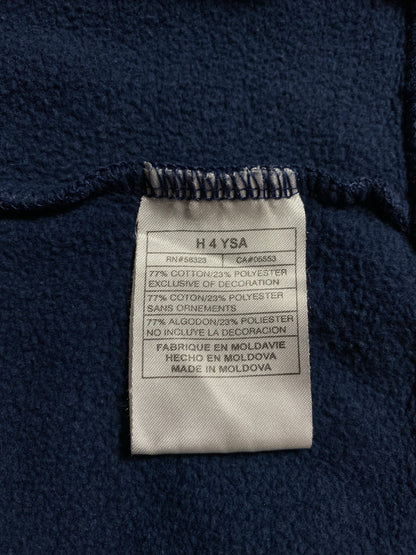 H 4 YSA
RN#58323 CA#05553
77% COTTON/23% POLYESTER
EXCLUSIVE OF DECORATION
77% COTON/23% POLYESTER
SANS ORNEMENTS
77% ALGODON/23% POLIESTER
NO INCLUYE LA DECORACION
FABRIQUE EN MOLDAVIE
HECHO EN MOLDOVA
MADE IN MOLDOVA